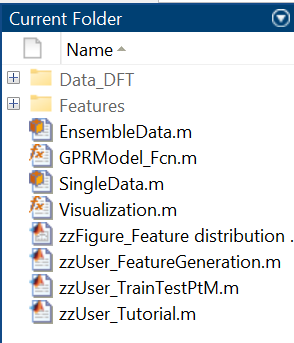 Current Folder
Name
Data_DFT
Features
EnsembleData.m
GPRModel_Fcn.m
SingleData.m
Visualization.m
zzFigure_Feature distribution .
zzUser_FeatureGeneration.m
zzUser_TrainTestPtM.m
zzUser_Tutorial.m